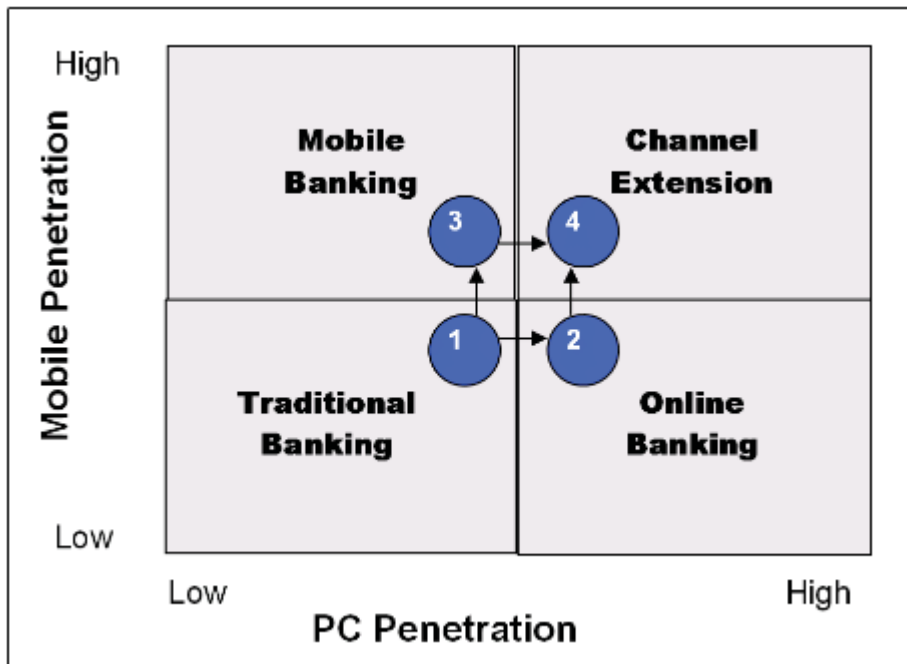 High
Mobile
Banking
Channel
Extension
3
4
Mobile Penetration
1
2
Traditional
Banking
Online
Banking
Low
Low
High
PC Penetration